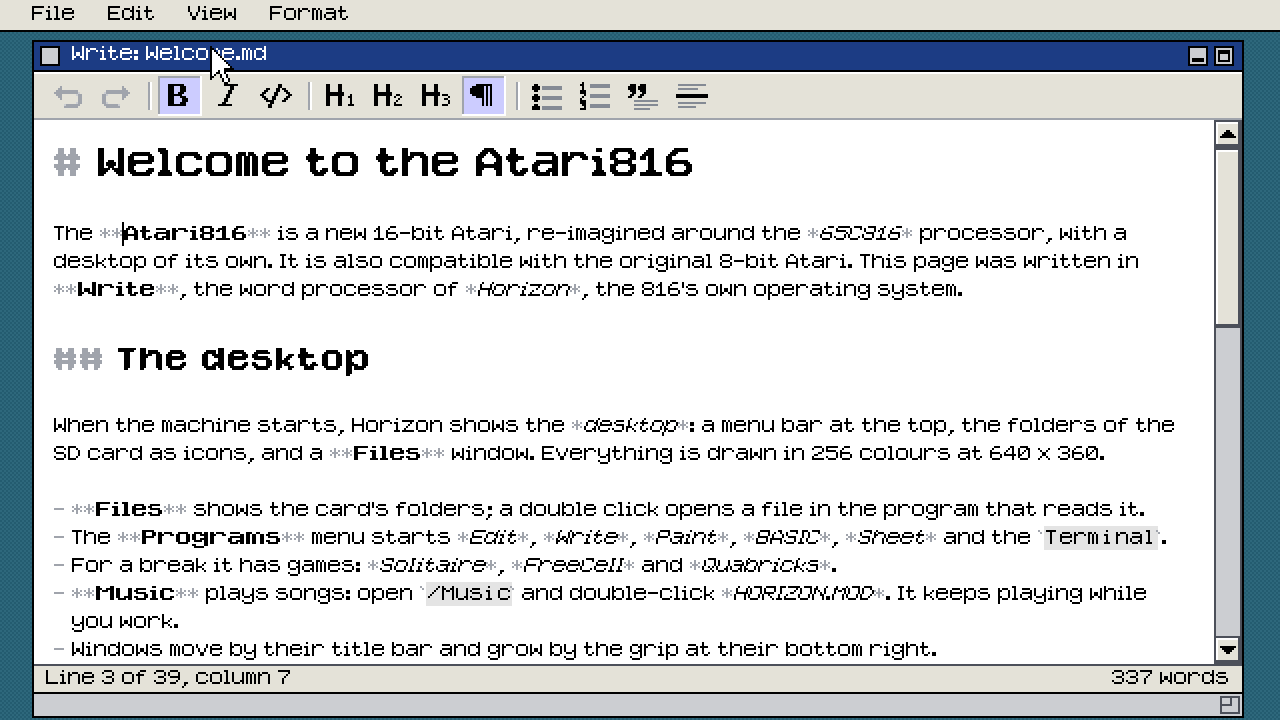 File Edit View Format
Write: Welcome.md
B I </> H1 H2 H3 ¶
# Welcome to the Atari816
The **Atari816** is a new 16-bit Atari, re-imagined around the *65C816* processor, with a
desktop of its own. It is also compatible with the original 8-bit Atari. This page was written in
**Write**, the word processor of *Horizon*, the 816's own operating system.
## The desktop
When the machine starts, Horizon shows the *desktop*: a menu bar at the top, the folders of the
SD card as icons, and a **Files** window. Everything is drawn in 256 colours at 640 x 360.
- **Files** shows the card's folders; a double click opens a file in the program that reads it.
- The **Programs** menu starts *Edit*, *Write*, *Paint*, *BASIC*, *Sheet* and the `Terminal`.
- For a break it has games: *Solitaire*, *FreeCell* and *Quabricks*.
- **Music** plays songs: open `/Music` and double-click *HORIZON.MOD*. It keeps playing while
you work.
- Windows move by their title bar and grow by the grip at their bottom right.
Line 3 of 39, column 7
337 words